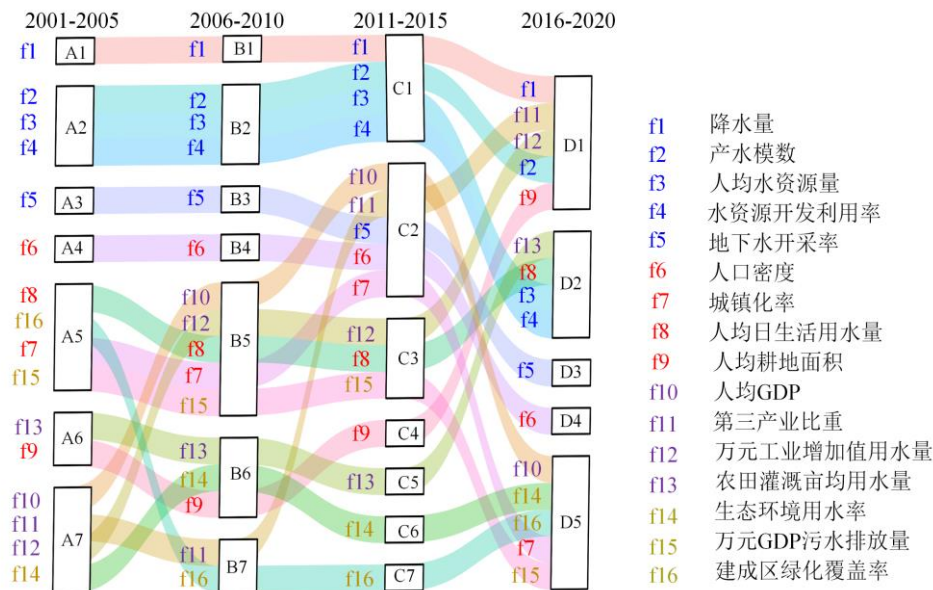 2001-2005
2006-2010
2011-2015
2016-2020
f1
A1
f2
f3
f4
A2
f5
A3
f6
A4
f8
f16
f7
f15
A5
f13
f9
A6
f10
f11
f12
f14
A7
f1
B1
f2
f3
f4
B2
f5
B3
f6
B4
f10
f12
f8
f7
f15
B5
f13
f14
f9
B6
f11
f16
B7
f1
f2
f3
f4
C1
f10
f11
f5
f6
f7
C2
f12
f8
f15
C3
f9
C4
f13
C5
f14
C6
f16
C7
f1
f11
f12
f2
f9
D1
f13
f8
f3
f4
D2
f5
D3
f6
D4
f10
f14
f16
f7
f15
D5
f1 降水量
f2 产水模数
f3 人均水资源量
f4 水资源开发利用率
f5 地下水开采率
f6 人口密度
f7 城镇化率
f8 人均日生活用水量
f9 人均耕地面积
f10 人均GDP
f11 第三产业比重
f12 万元工业增加值用水量
f13 农田灌溉亩均用水量
f14 生态环境用水率
f15 万元GDP污水排放量
f16 建成区绿化覆盖率